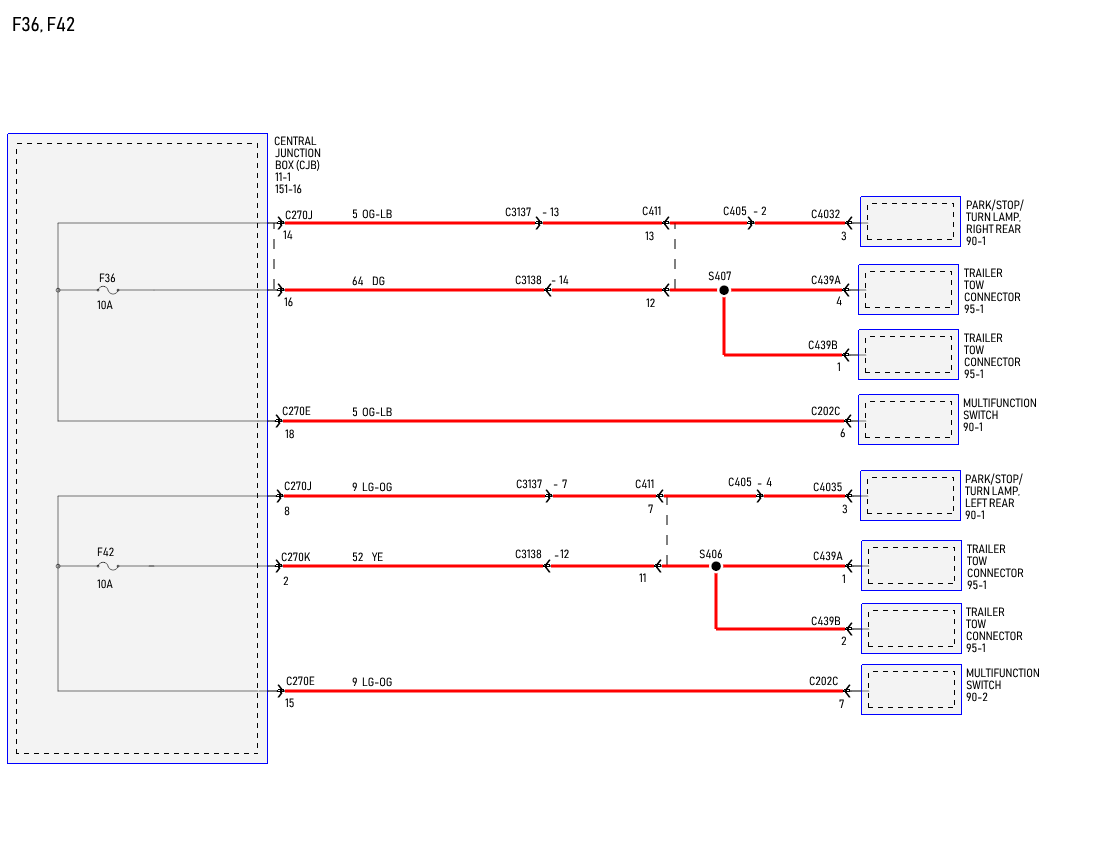 F36, F42
CENTRAL
JUNCTION
BOX (CJB)
11-1
151-16
C270J
5 OG-LB
C3137
- 13
C411
C405
- 2
C4032
14
13
3
PARK/STOP/
TURN LAMP,
RIGHT REAR
90-1
F36
10A
64 DG
C3138
- 14
S407
C439A
16
12
4
TRAILER
TOW
CONNECTOR
95-1
C439B
1
TRAILER
TOW
CONNECTOR
95-1
C270E
5 OG-LB
C202C
18
6
MULTIFUNCTION
SWITCH
90-1
C270J
9 LG-OG
C3137
- 7
C411
C405
- 4
C4035
8
7
3
PARK/STOP/
TURN LAMP,
LEFT REAR
90-1
F42
10A
C270K
52 YE
C3138
-12
S406
C439A
2
11
1
TRAILER
TOW
CONNECTOR
95-1
C439B
2
TRAILER
TOW
CONNECTOR
95-1
C270E
9 LG-OG
C202C
15
7
MULTIFUNCTION
SWITCH
90-2